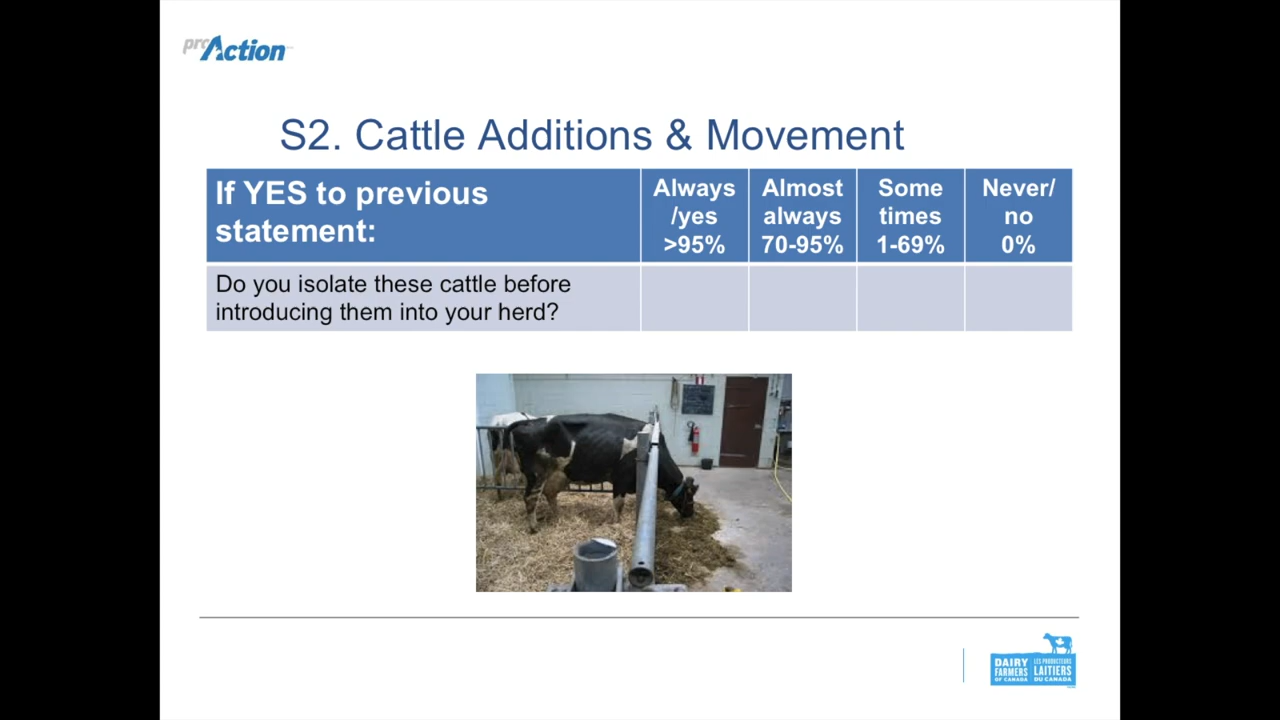 proAction
S2. Cattle Additions & Movement
If YES to previous
statement:
Always
/yes
>95%
Almost
always
70-95%
Some
times
1-69%
Never/
no
0%
Do you isolate these cattle before
introducing them into your herd?
DAIRY
FARMERS
OF CANADA
LES PRODUCTEURS
LAITIERS
DU CANADA